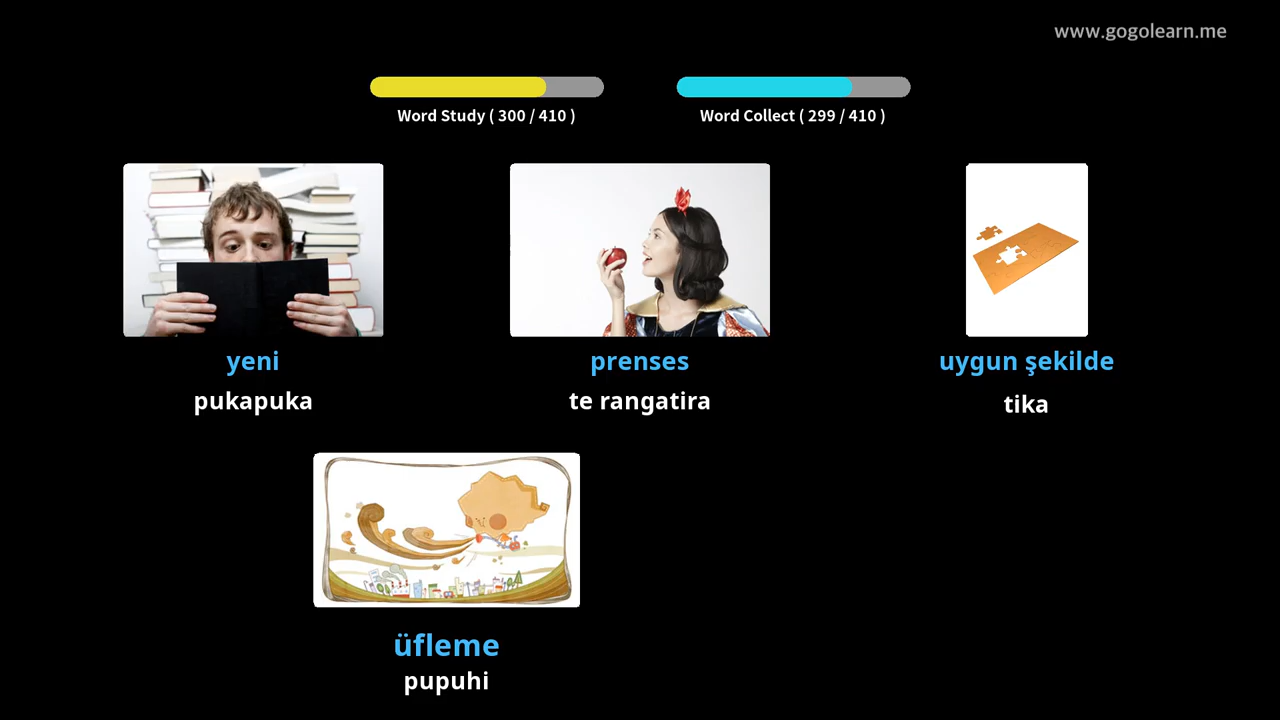 www.gogolearn.me
Word Study ( 300 / 410 )
Word Collect ( 299 / 410 )
yeni
pukapuka
prenses
te rangatira
uygun şekilde
tika
üfleme
pupuhi